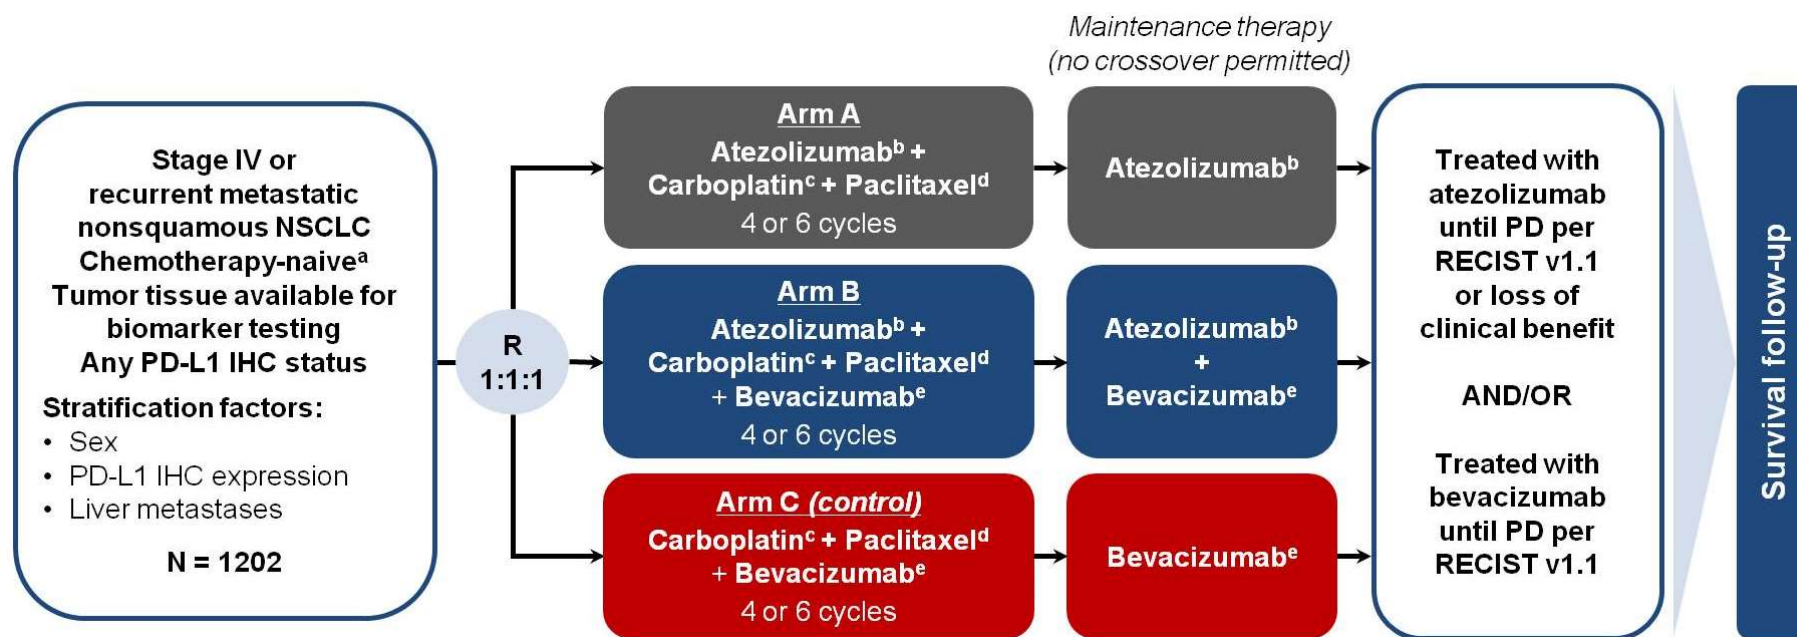 Maintenance therapy
(no crossover permitted)
Stage IV or
recurrent metastatic
nonsquamous NSCLC
Chemotherapy-naiveᵃ
Tumor tissue available for
biomarker testing
Any PD-L1 IHC status
Stratification factors:
• Sex
• PD-L1 IHC expression
• Liver metastases
N = 1202
R
1:1:1
Arm A
Atezolizumabᵇ +
Carboplatinᶜ + Paclitaxelᵈ
4 or 6 cycles
Atezolizumabᵇ
Arm B
Atezolizumabᵇ +
Carboplatinᶜ + Paclitaxelᵈ
+ Bevacizumabᵉ
4 or 6 cycles
Atezolizumabᵇ
+
Bevacizumabᵉ
Arm C (control)
Carboplatinᶜ + Paclitaxelᵈ
+ Bevacizumabᵉ
4 or 6 cycles
Bevacizumabᵉ
Treated with
atezolizumab
until PD per
RECIST v1.1
or loss of
clinical benefit
AND/OR
Treated with
bevacizumab
until PD per
RECIST v1.1
Survival follow-up